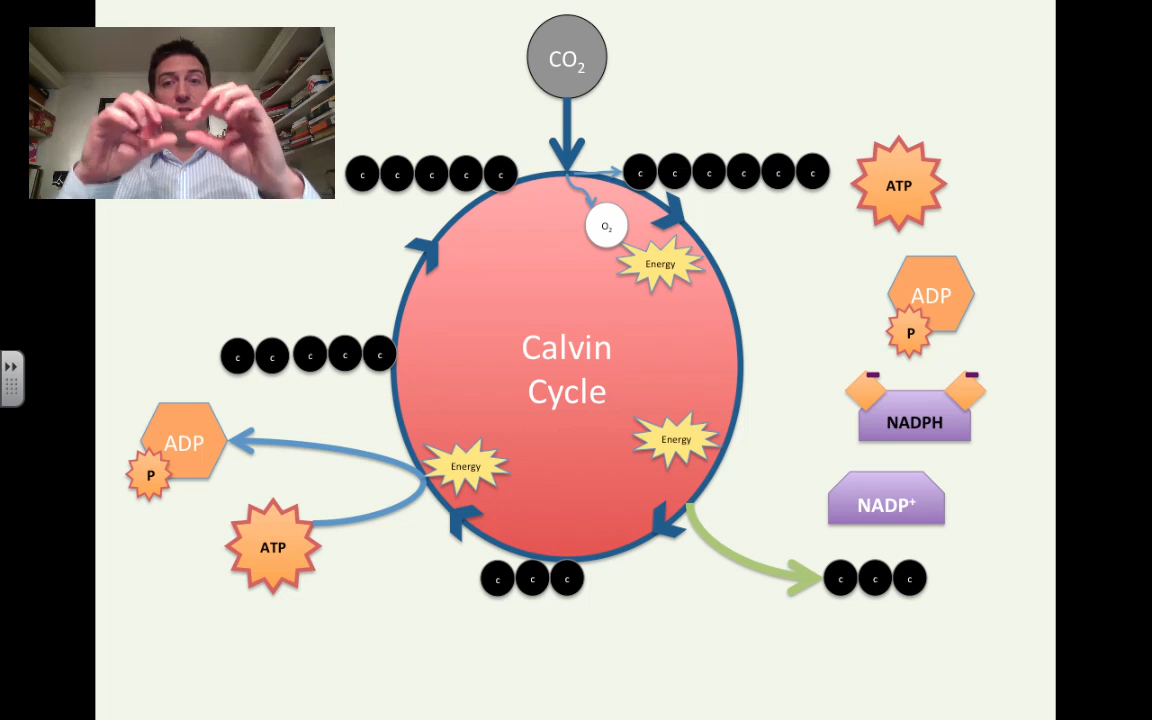 CO2
c c c c c
c c c c c c
ATP
O2
Energy
ADP
P
Calvin
Cycle
c c c c c
NADPH
ADP
P
Energy
Energy
NADP+
ATP
c c c
c c c